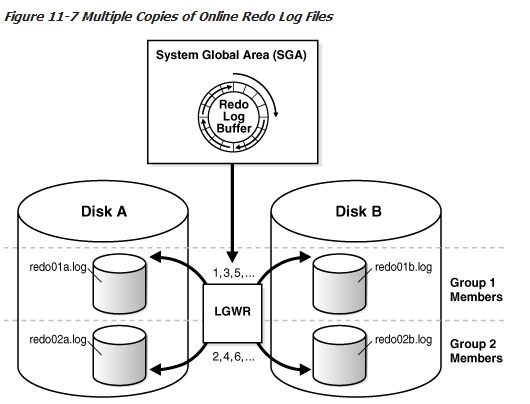 Figure 11-7 Multiple Copies of Online Redo Log Files
System Global Area (SGA)
Redo
Log
Buffer
Disk A
Disk B
redo01a.log
1,3,5,...
redo01b.log
Group 1
Members
LGWR
redo02a.log
redo02b.log
Group 2
Members
2,4,6,...